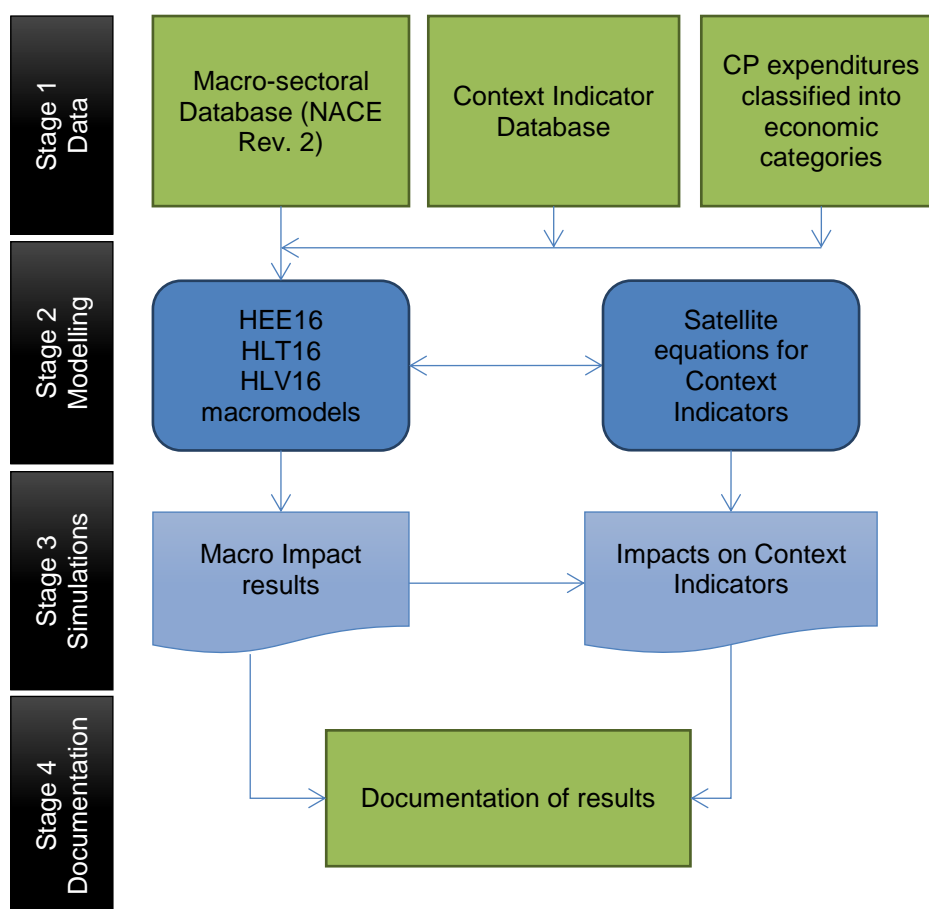 Stage 1
Data
Macro-sectoral
Database (NACE
Rev. 2)
Context Indicator
Database
CP expenditures
classified into
economic
categories
Stage 2
Modelling
HEE16
HLT16
HLV16
macromodels
Satellite
equations for
Context
Indicators
Stage 3
Simulations
Macro Impact
results
Impacts on Context
Indicators
Stage 4
Documentation
Documentation of results